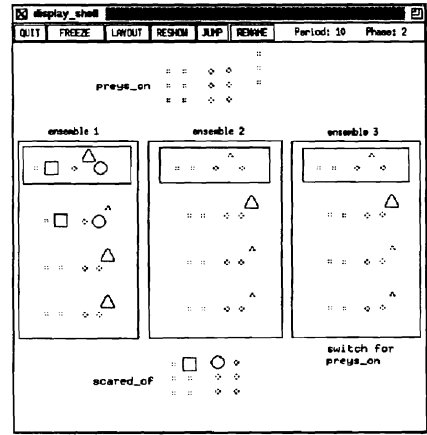 display_shell
QUIT FREEZE LAYOUT RESHOW JUMP RENAME Period: 10 Phase: 2
preys_on
ensemble 1 ensemble 2 ensemble 3
switch for
preys_on
scared_of